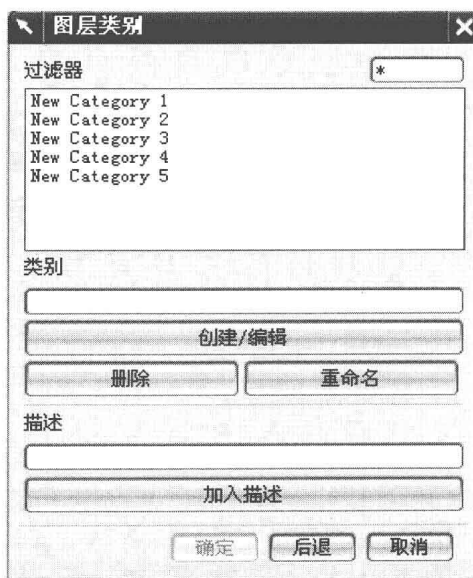 图层类别
过滤器 *
New Category 1
New Category 2
New Category 3
New Category 4
New Category 5
类别
创建/编辑
删除 重命名
描述
加入描述
确定 后退 取消